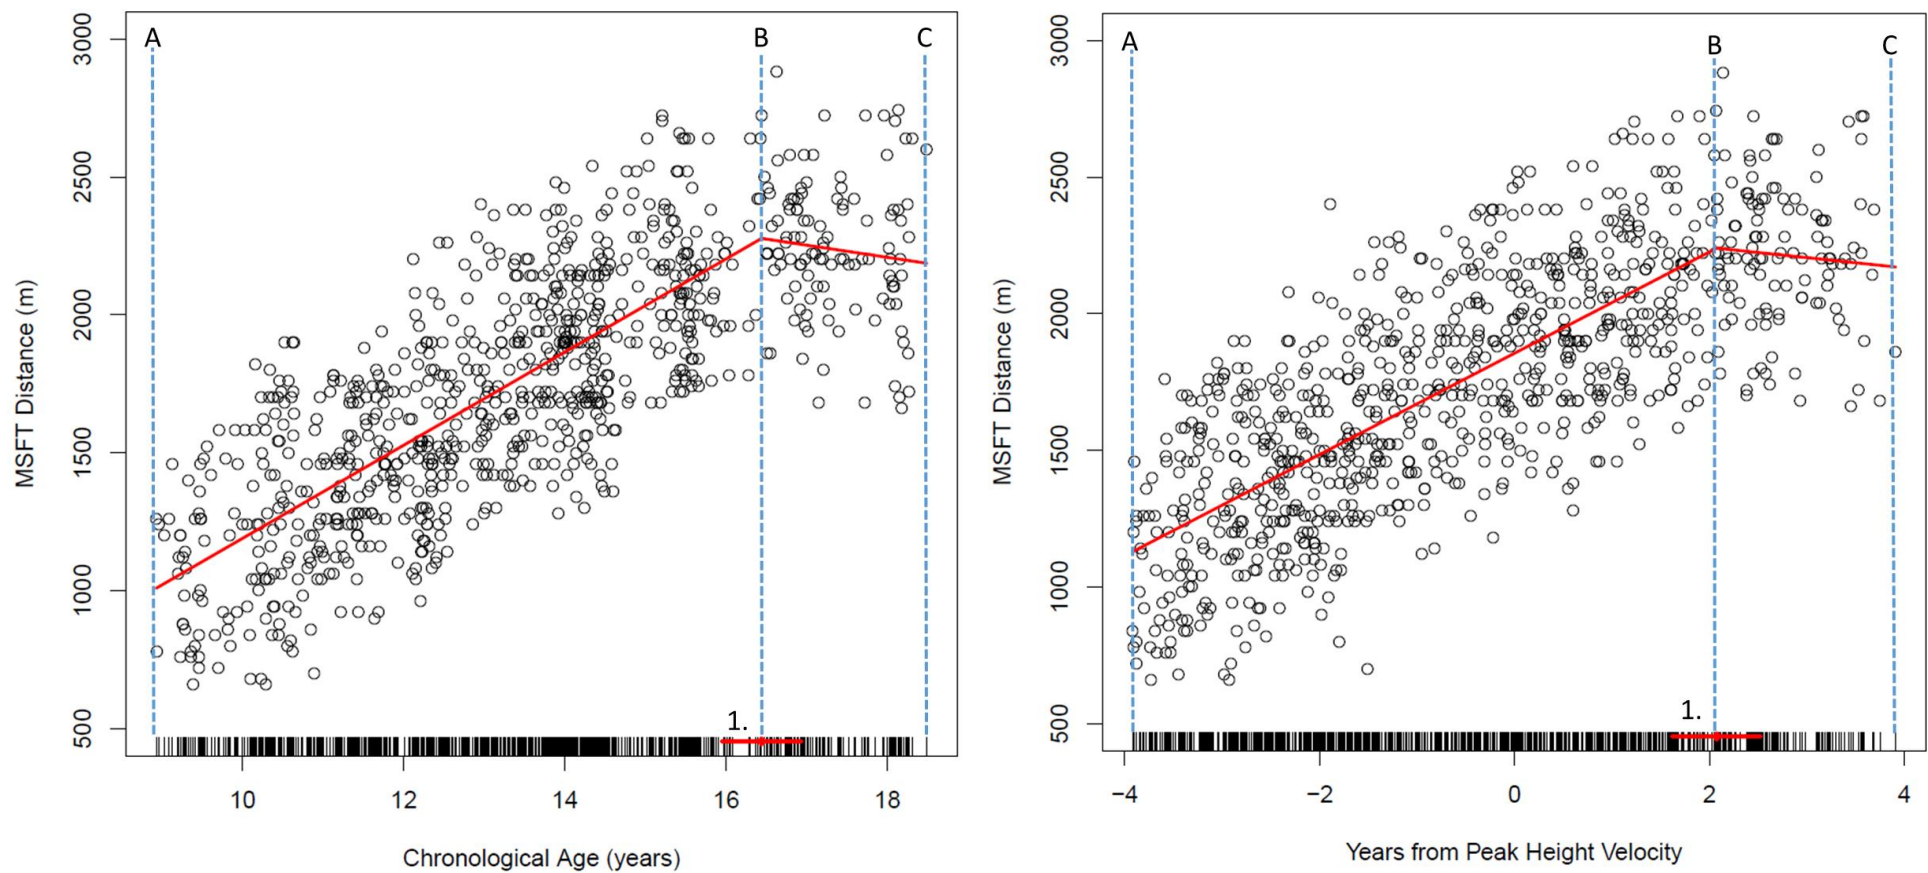 A
B
C
3000
2500
2000
1500
1000
500
MSFT Distance (m)
1.
10
12
14
16
18
Chronological Age (years)
A
B
C
3000
2500
2000
1500
1000
500
MSFT Distance (m)
1.
−4
−2
0
2
4
Years from Peak Height Velocity